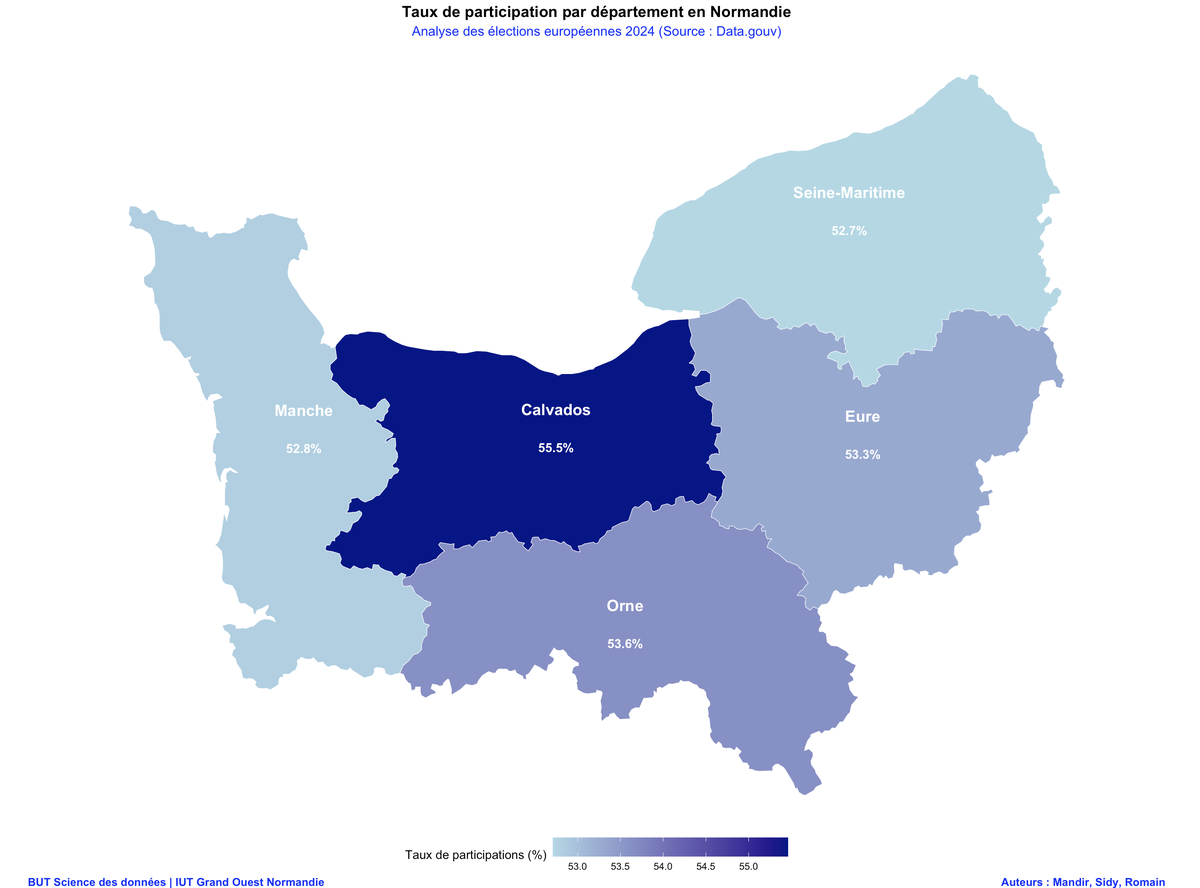 Taux de participation par département en Normandie
Analyse des élections européennes 2024 (Source : Data.gouv)
Seine-Maritime
52.7%
Manche
52.8%
Calvados
55.5%
Eure
53.3%
Orne
53.6%
Taux de participations (%)
53.0 53.5 54.0 54.5 55.0
BUT Science des données | IUT Grand Ouest Normandie
Auteurs : Mandir, Sidy, Romain